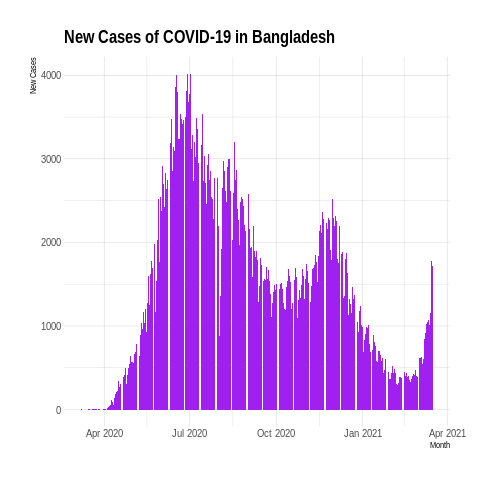 New Cases of COVID-19 in Bangladesh
New Cases
4000
3000
2000
1000
0
Apr 2020
Jul 2020
Oct 2020
Jan 2021
Apr 2021
Month